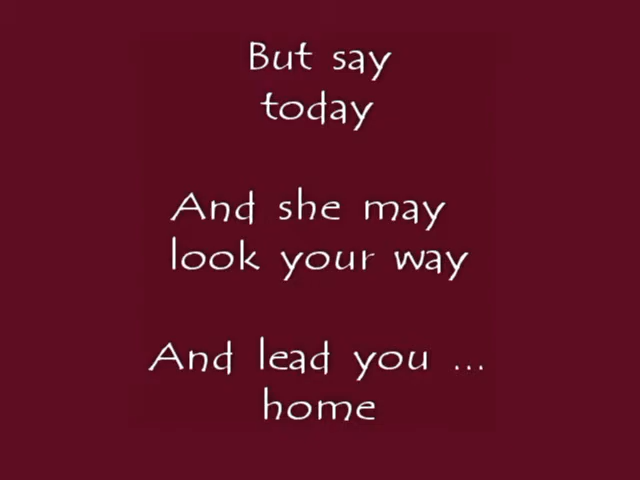 But say
today
And she may
look your way
And lead you ...
home